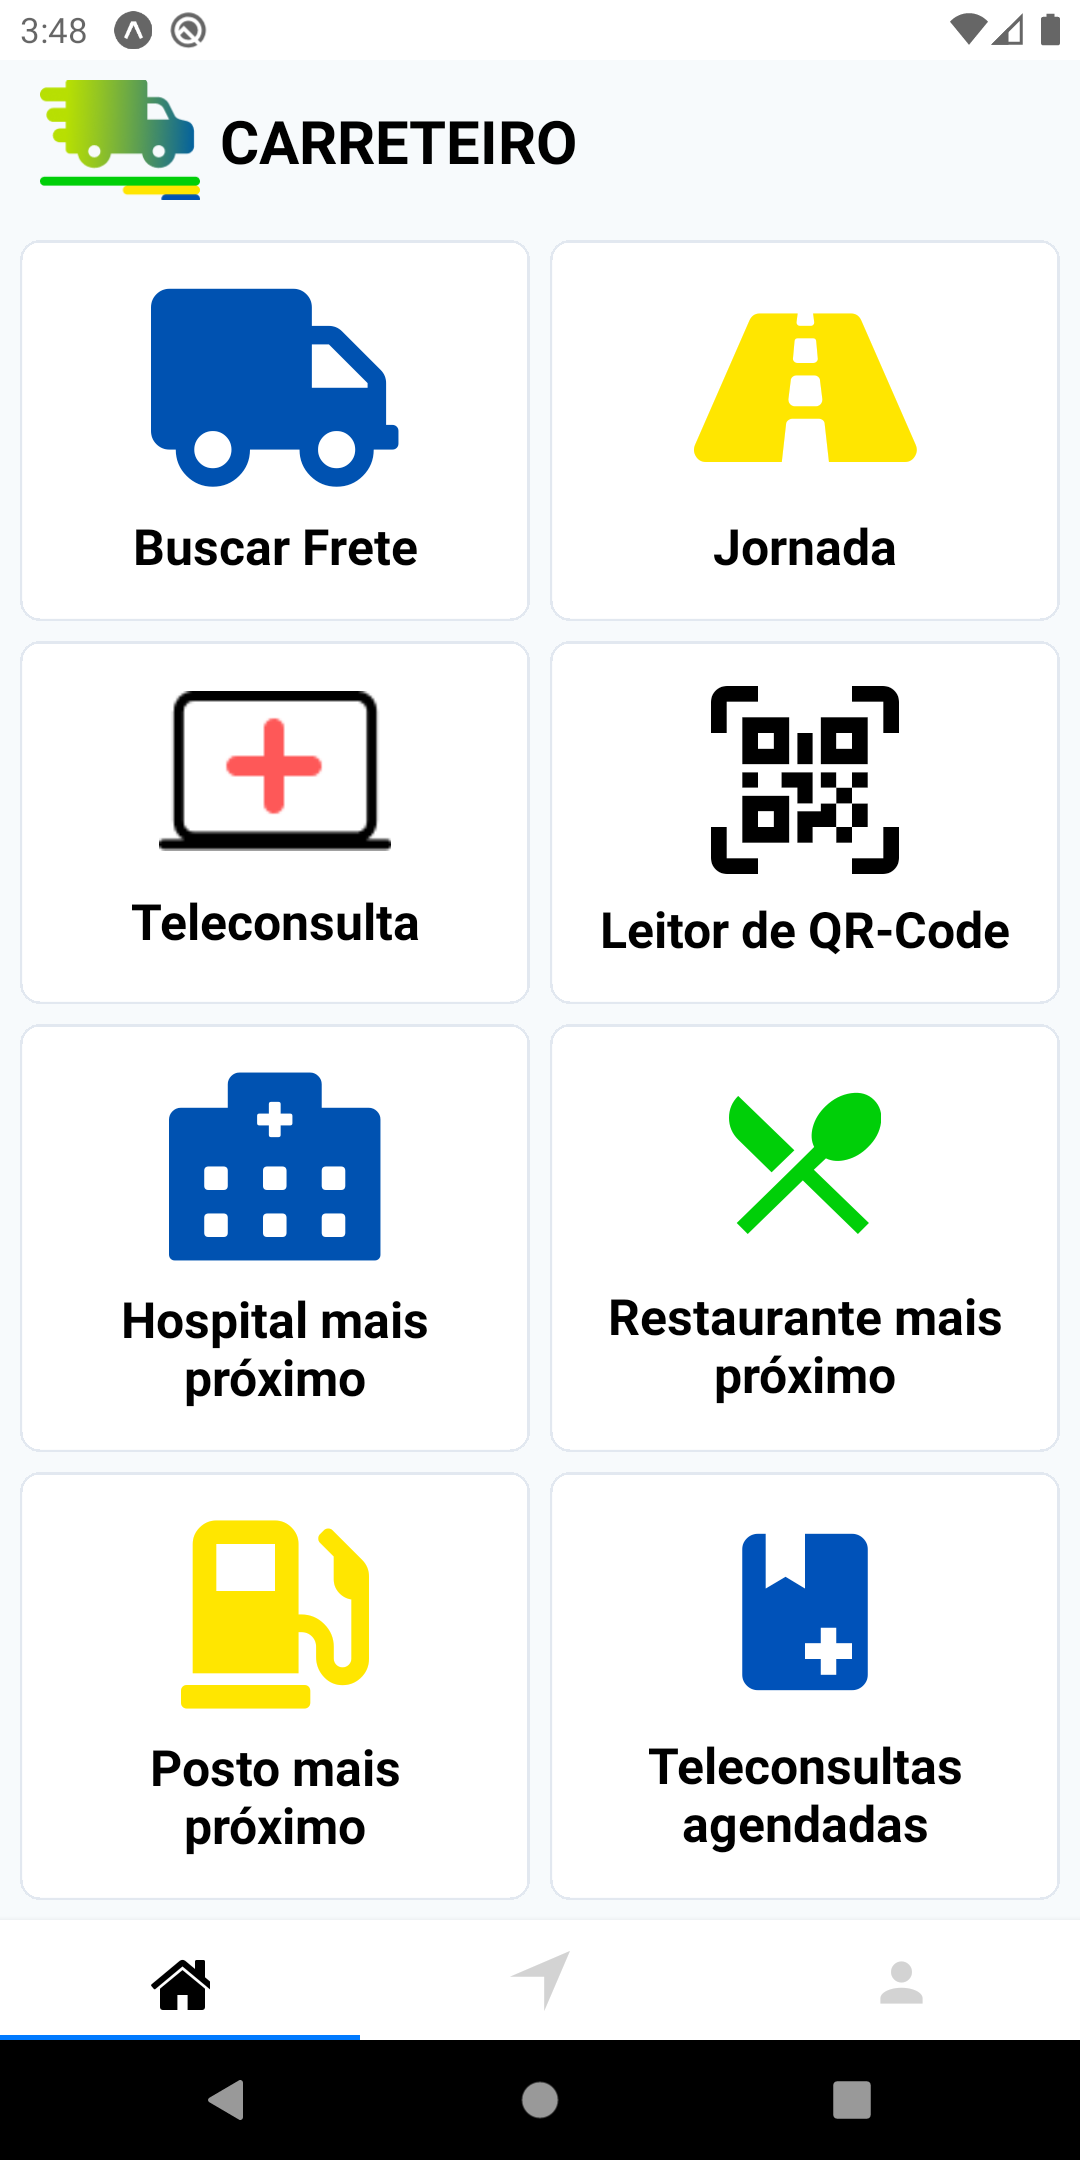 3:48
CARRETEIRO
Buscar Frete
Jornada
Teleconsulta
Leitor de QR-Code
Hospital mais
próximo
Restaurante mais
próximo
Posto mais
próximo
Teleconsultas
agendadas